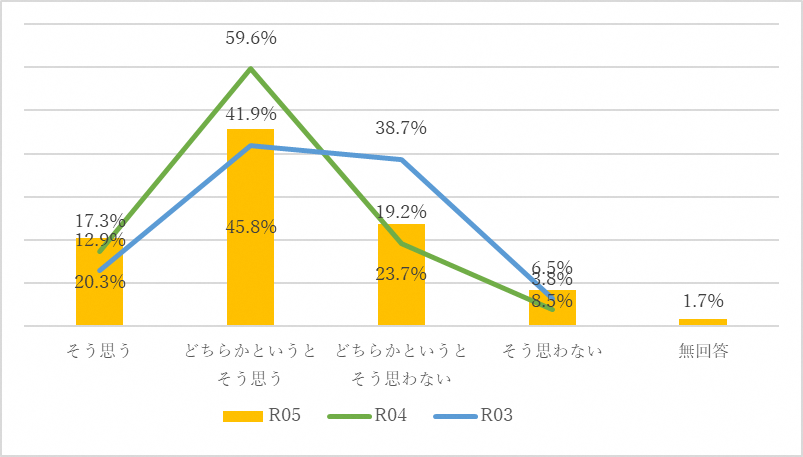 59.6%
41.9%
38.7%
17.3%
12.9%
20.3%
45.8%
19.2%
23.7%
6.5%
3.8%
8.5%
1.7%
そう思う
どちらかというと
そう思う
どちらかというと
そう思わない
そう思わない
無回答
R05
R04
R03